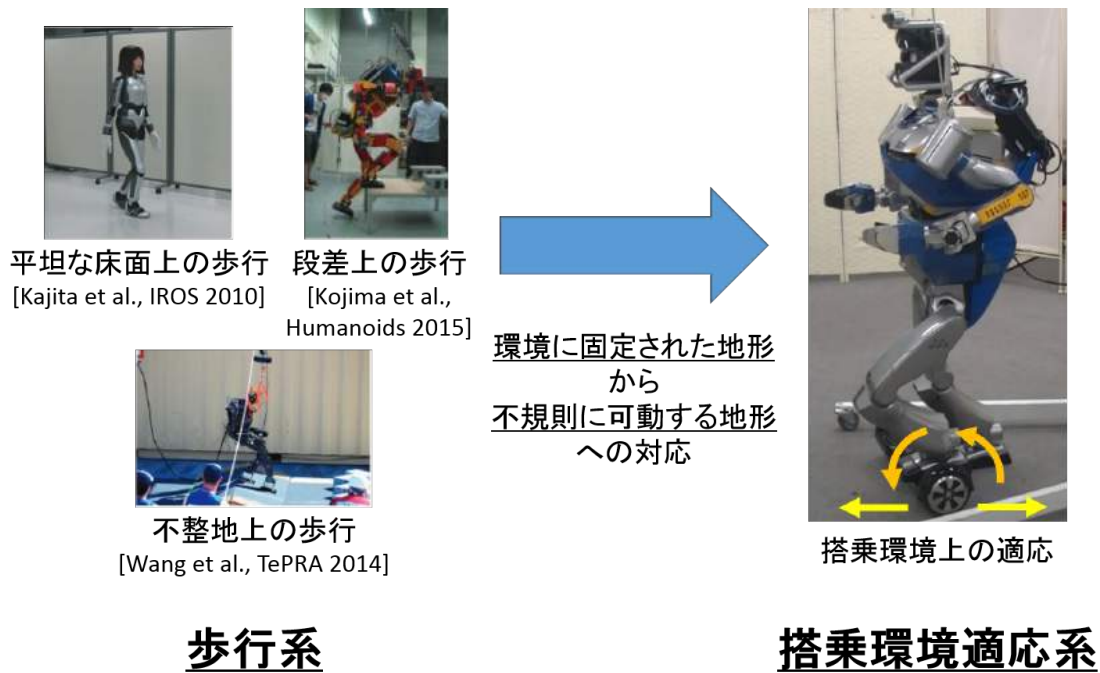 平坦な床面上の歩行
[Kajita et al., IROS 2010]
段差上の歩行
[Kojima et al.,
Humanoids 2015]
不整地上の歩行
[Wang et al., TePRA 2014]
環境に固定された地形
から
不規則に可動する地形
への対応
搭乗環境上の適応
歩行系
搭乗環境適応系